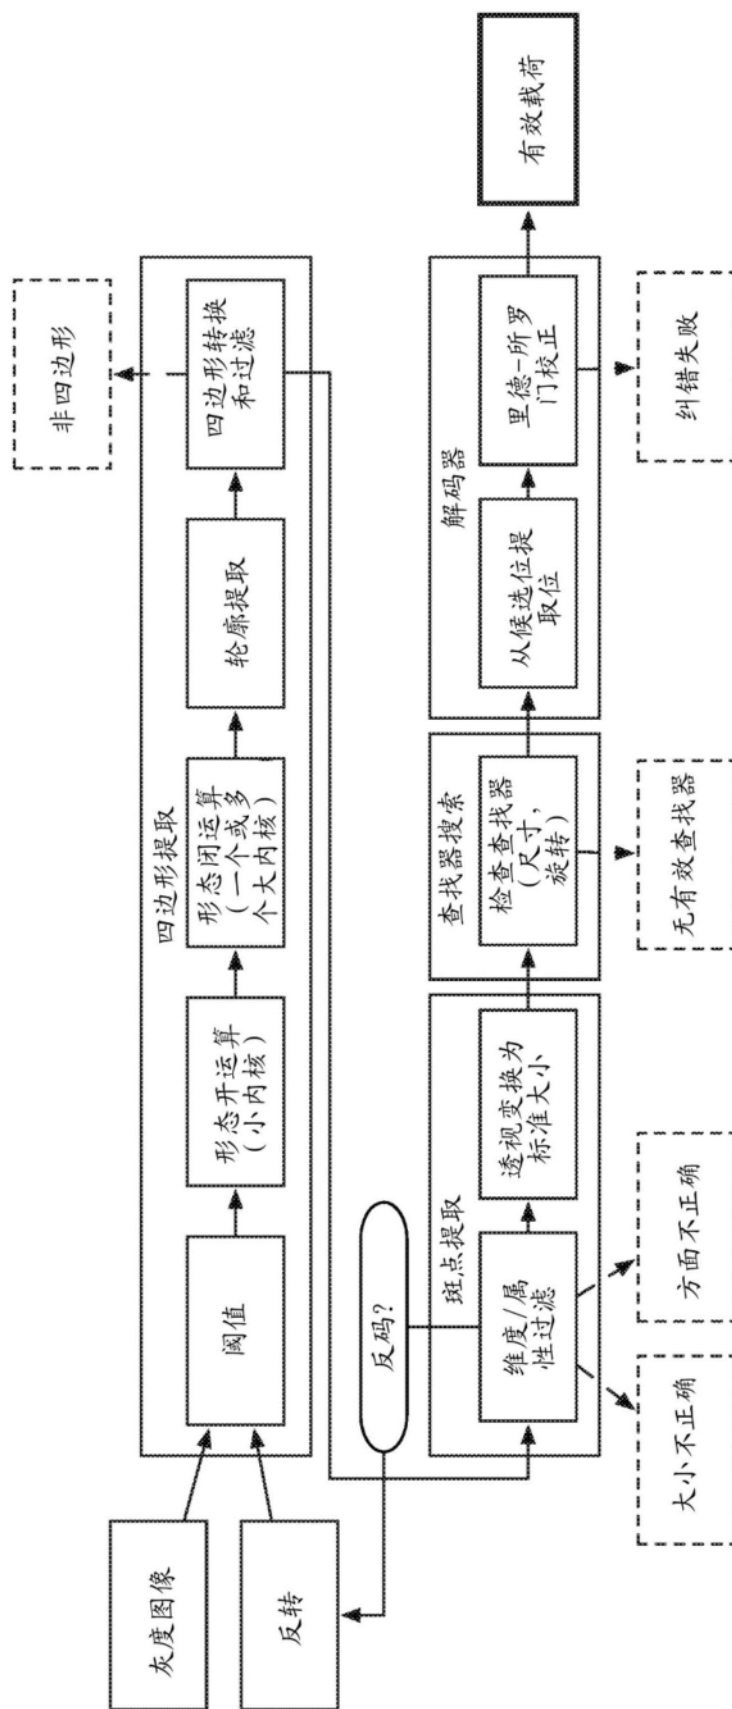 灰度图像
反转
四边形提取
阈值
形态开运算
(小内核)
形态闭运算
(一个或多
个大内核)
轮廓提取
四边形转换
和过滤
非四边形
反码?
斑点提取
维度/属
性过滤
透视变换为
标准大小
大小不正确
方面不正确
查找器搜索
检查查找器
(尺寸,
旋转)
无有效查找器
解码器
从候选位提
取位
里德-所罗
门校正
纠错失败
有效载荷